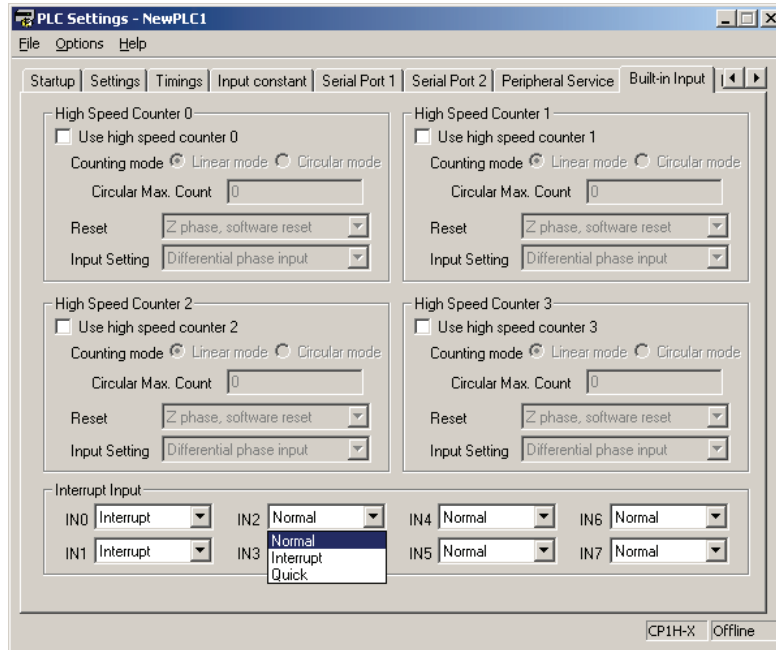 PLC Settings - NewPLC1
File Options Help
Startup Settings Timings Input constant Serial Port 1 Serial Port 2 Peripheral Service Built-in Input
High Speed Counter 0
Use high speed counter 0
Counting mode Linear mode Circular mode
Circular Max. Count 0
Reset Z phase, software reset
Input Setting Differential phase input
High Speed Counter 1
Use high speed counter 1
Counting mode Linear mode Circular mode
Circular Max. Count 0
Reset Z phase, software reset
Input Setting Differential phase input
High Speed Counter 2
Use high speed counter 2
Counting mode Linear mode Circular mode
Circular Max. Count 0
Reset Z phase, software reset
Input Setting Differential phase input
High Speed Counter 3
Use high speed counter 3
Counting mode Linear mode Circular mode
Circular Max. Count 0
Reset Z phase, software reset
Input Setting Differential phase input
Interrupt Input
IN0 Interrupt IN2 Normal IN4 Normal IN6 Normal
IN1 Interrupt IN3 Normal IN5 Normal IN7 Normal
Interrupt
Quick
CP1H-X Offline